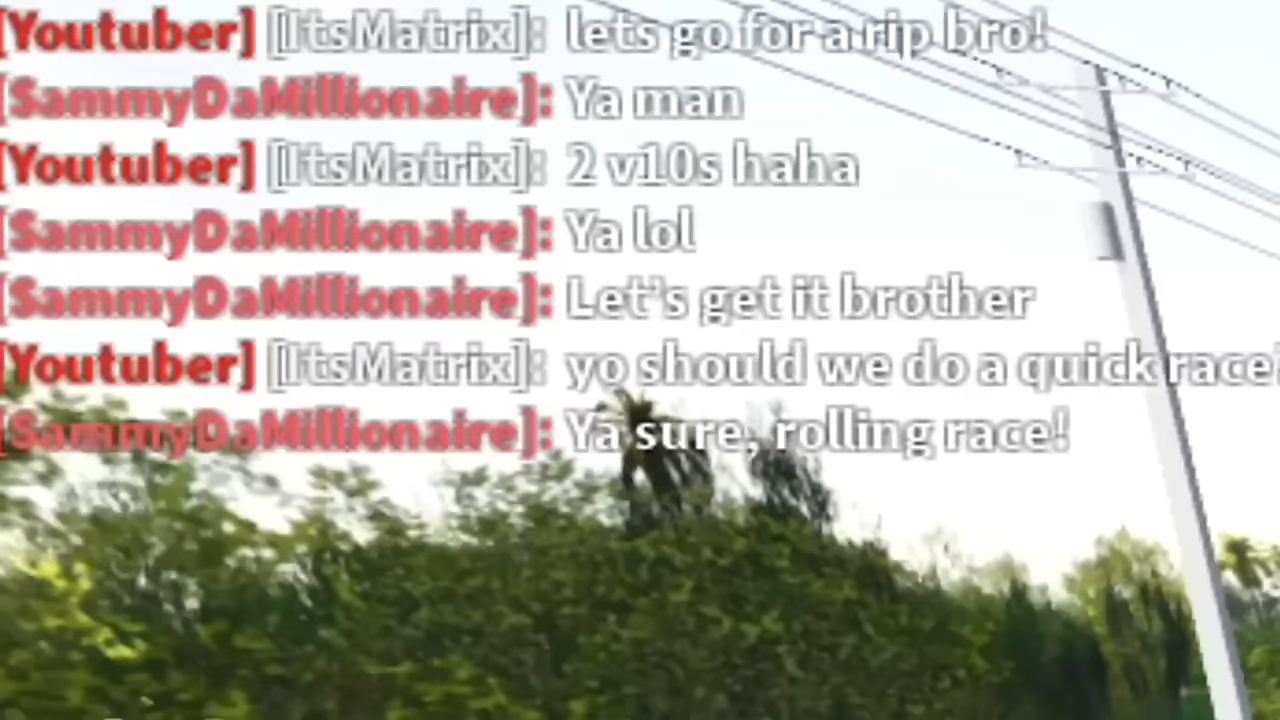 [Youtuber] [ItsMatrix]: lets go for a rip bro!
[SammyDaMillionaire]: Ya man
[Youtuber] [ItsMatrix]: 2 v10s haha
[SammyDaMillionaire]: Ya lol
[SammyDaMillionaire]: Let's get it brother
[Youtuber] [ItsMatrix]: yo should we do a quick race
[SammyDaMillionaire]: Ya sure, rolling race!